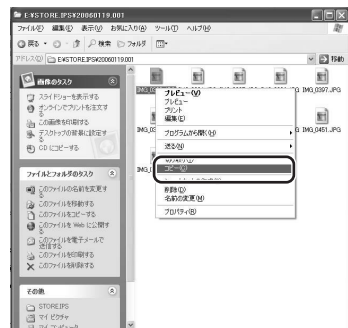 E:¥STORE.IPS¥20060119.001
ファイル(F) 編集(E) 表示(V) お気に入り(A) ツール(T) ヘルプ(H)
戻る 検索 フォルダ
アドレス(D) E:¥STORE.IPS¥20060119.001 移動
画像のタスク
スライド ショーを表示する
オンラインでプリントを注文する
この画像を印刷する
デスクトップの背景に設定する
CD にコピーする
ファイルとフォルダのタスク
このファイルの名前を変更する
このファイルを移動する
このファイルをコピーする
このファイルを Web に公開する
このファイルを電子メールで送信する
このファイルを印刷する
このファイルを削除する
その他
STOREIPS
マイ ピクチャ
プレビュー(V)
プレビュー
プリント
編集(E)
プログラムから開く(H)
送る(N)
コピー(C)
削除(D)
名前の変更(M)
プロパティ(R)
IMG_0397.JPG
IMG_0451.JPG